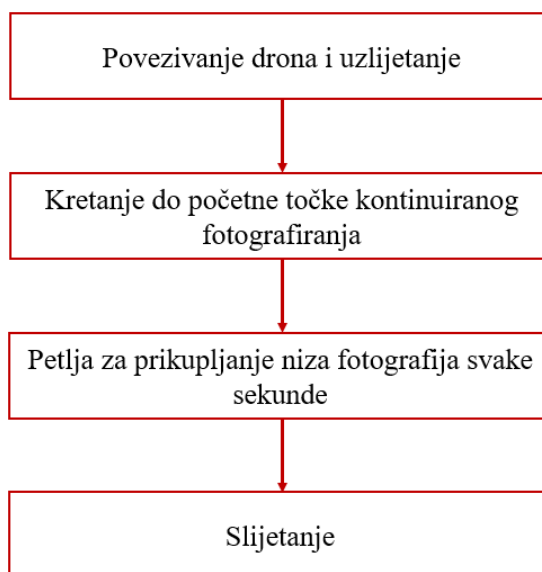 Povezivanje drona i uzlijetanje
Kretanje do početne točke kontinuiranog
fotografiranja
Petlja za prikupljanje niza fotografija svake
sekunde
Slijetanje